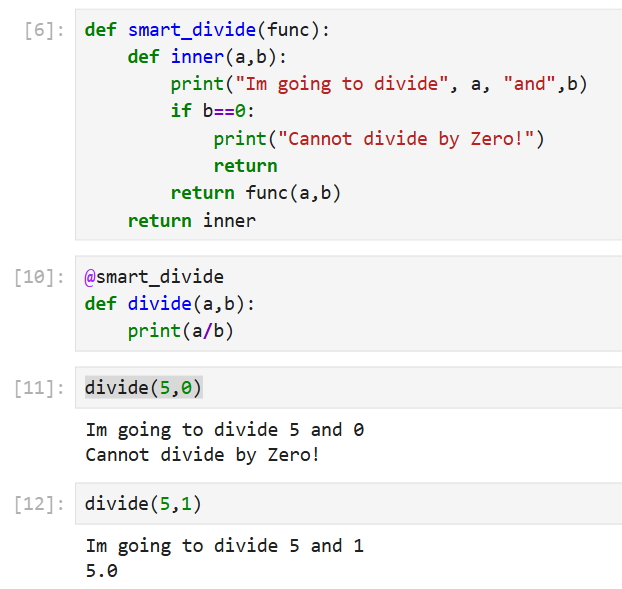 [6]: def smart_divide(func):
    def inner(a,b):
        print("Im going to divide", a, "and",b)
        if b==0:
            print("Cannot divide by Zero!")
            return
        return func(a,b)
    return inner
[10]: @smart_divide
def divide(a,b):
    print(a/b)
[11]: divide(5,0)
Im going to divide 5 and 0
Cannot divide by Zero!
[12]: divide(5,1)
Im going to divide 5 and 1
5.0